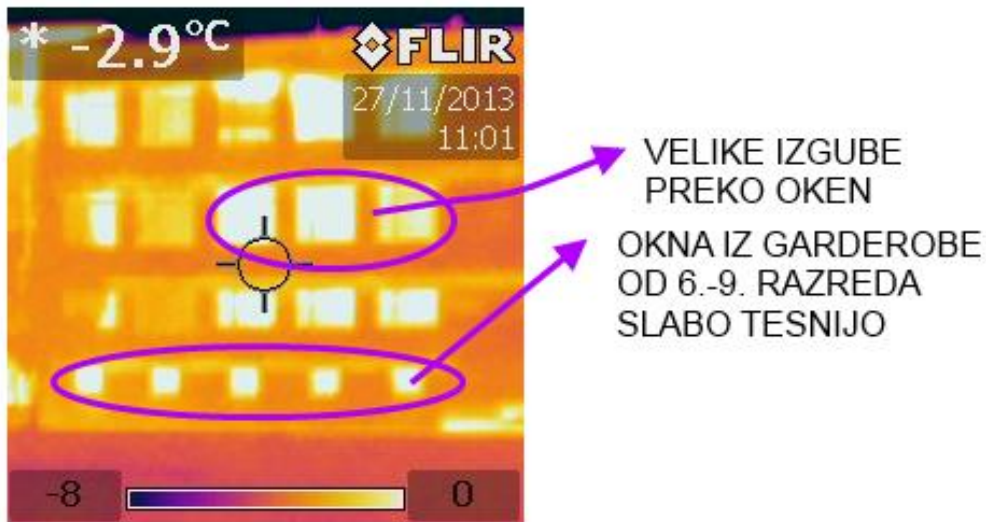 * -2.9°C
FLIR
27/11/2013
11:01
VELIKE IZGUBE
PREKO OKEN
OKNA IZ GARDEROBE
OD 6.-9. RAZREDA
SLABO TESNIJO
-8
0